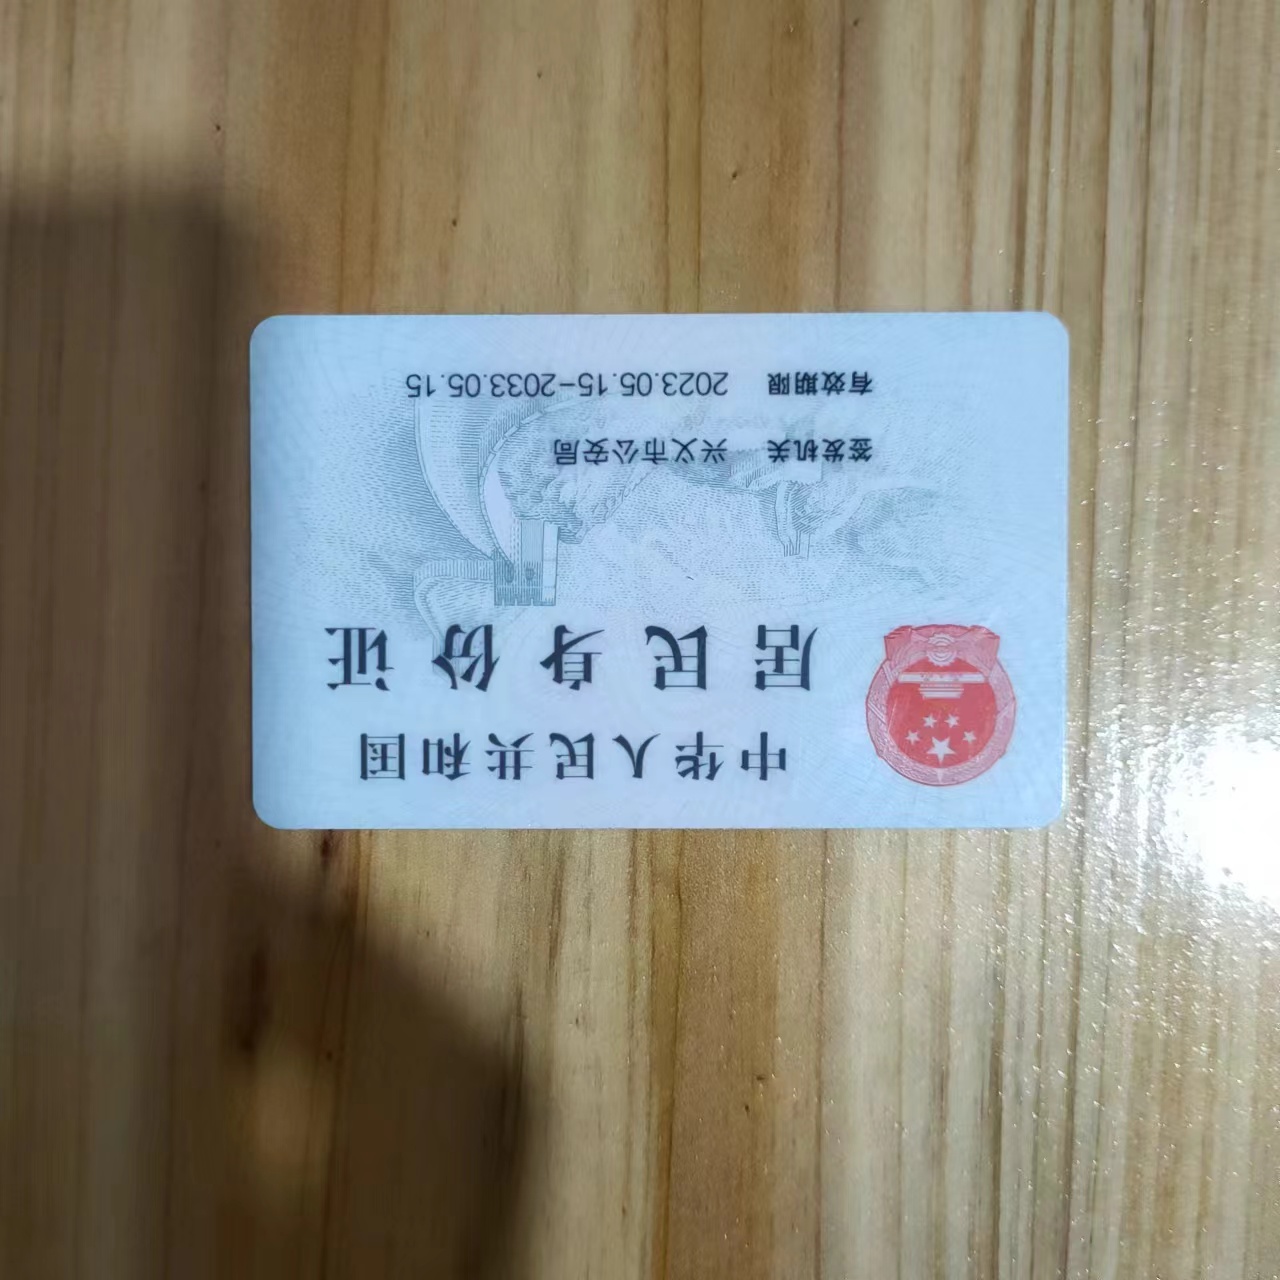 中华人民共和国
居民身份证
签发机关 兴义市公安局
有效期限 2023.05.15-2033.05.15